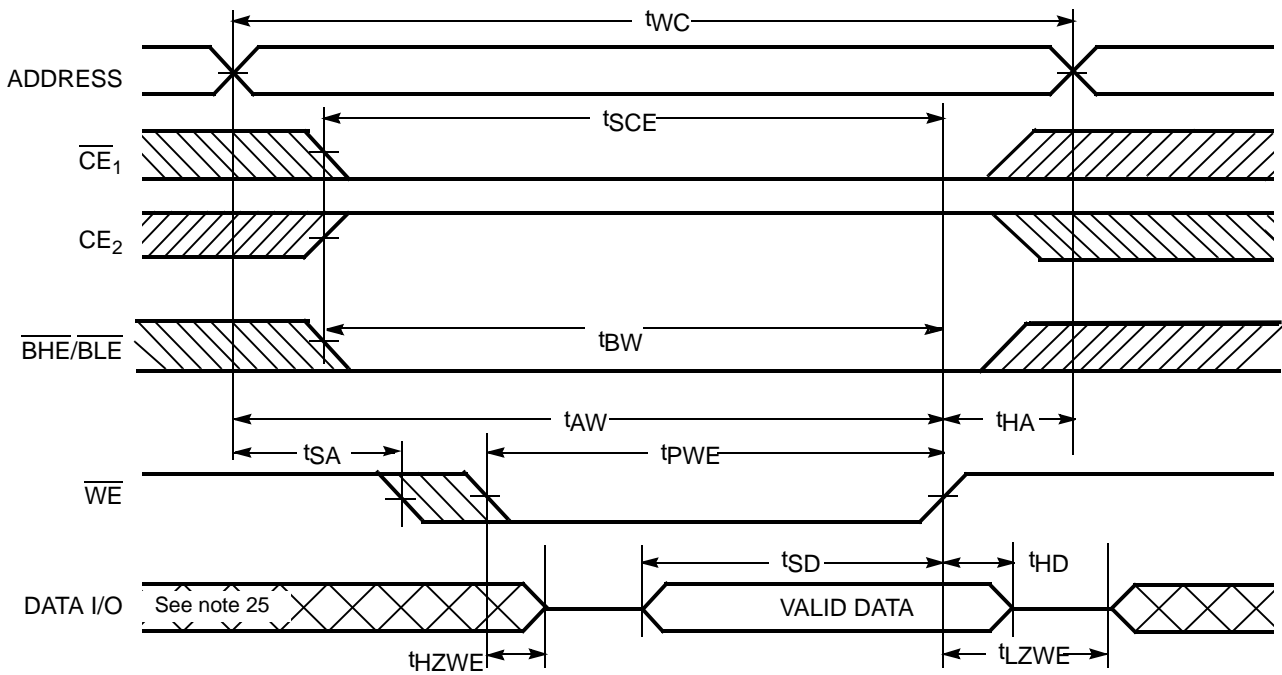 tWC
ADDRESS
tSCE
CE1
CE2
BHE/BLE
tBW
tAW
tHA
tSA
tPWE
WE
tSD
tHD
DATA I/O
See note 25
VALID DATA
tHZWE
tLZWE